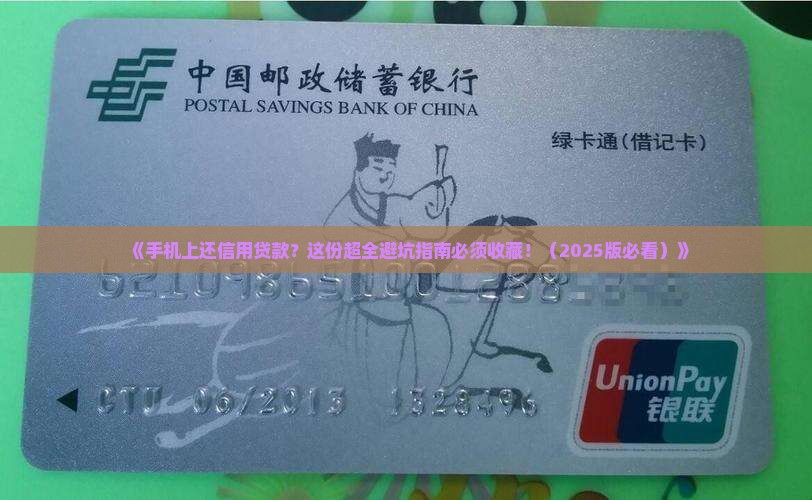 中国邮政储蓄银行
POSTAL SAVINGS BANK OF CHINA
绿卡通(借记卡)
《手机上还信用贷款？这份超全避坑指南必须收藏！（2025版必看）》
CTU 06/2013 1328496
UnionPay
银联